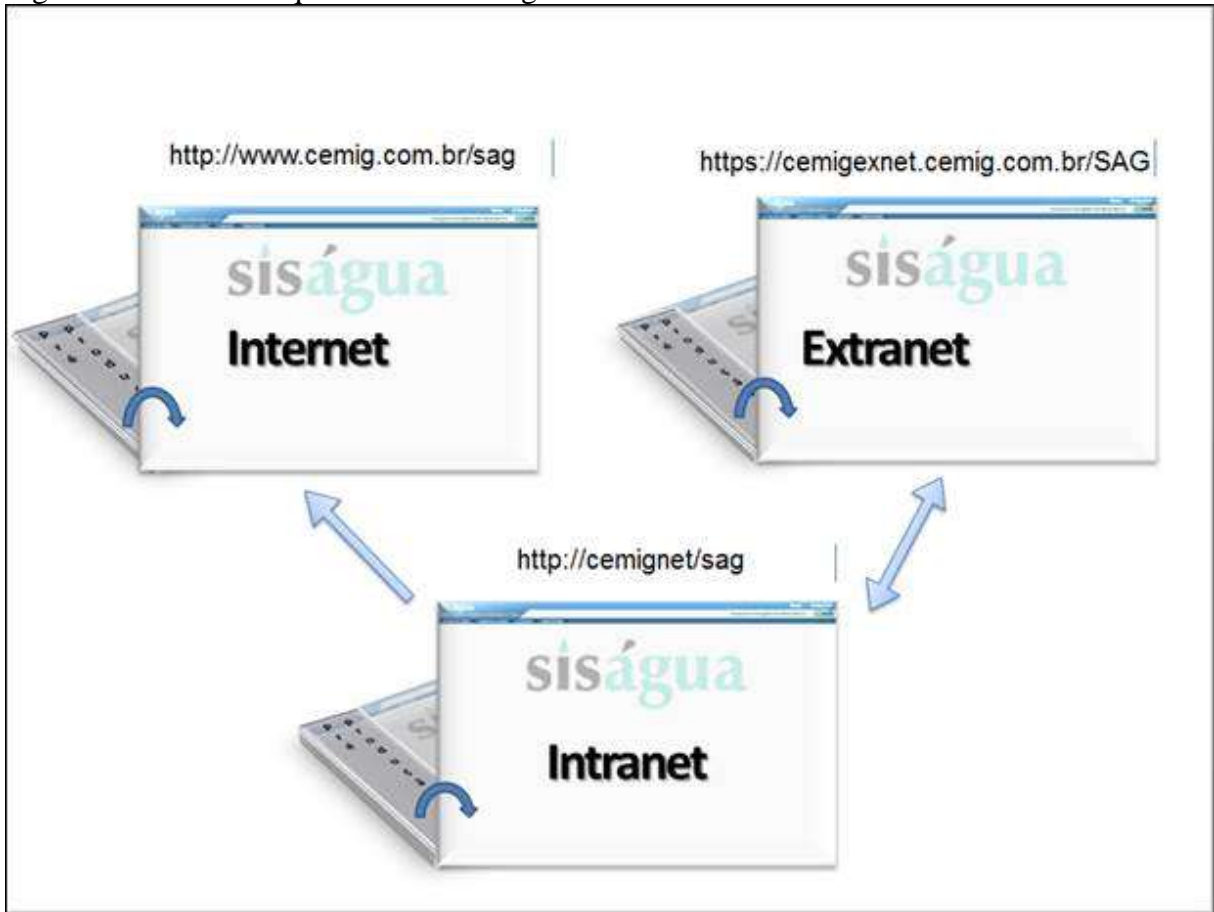 http://www.cemig.com.br/sag
https://cemigexnet.cemig.com.br/SAG
siságua
Internet
siságua
Extranet
http://cemignet/sag
siságua
Intranet